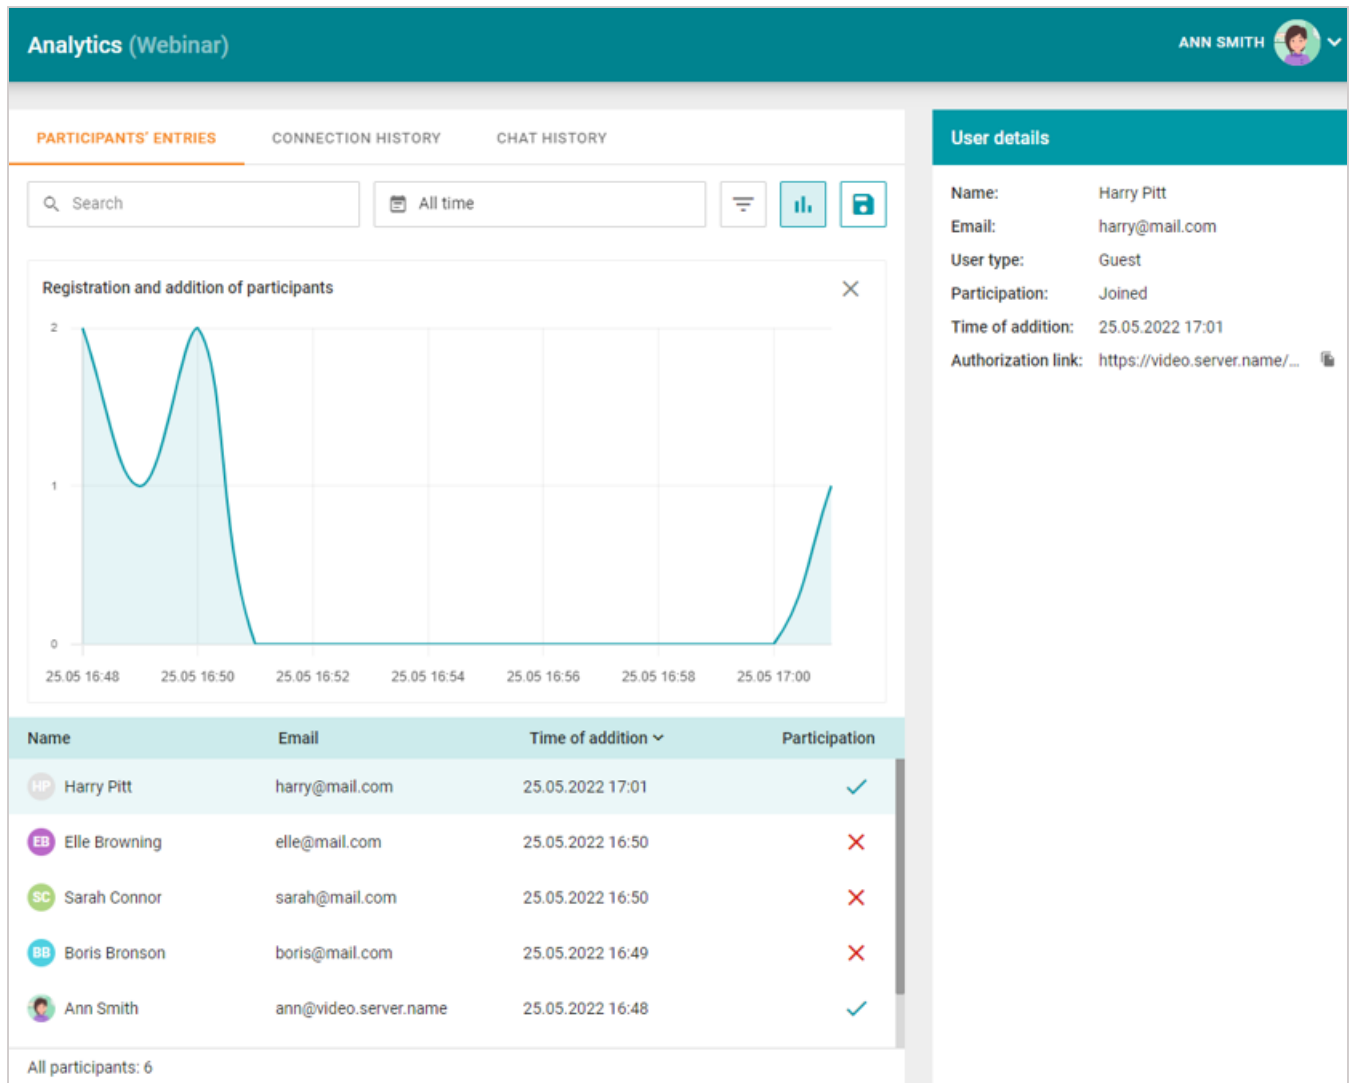 Analytics (Webinar)
ANN SMITH
PARTICIPANTS' ENTRIES CONNECTION HISTORY CHAT HISTORY
Search
All time
Registration and addition of participants
2
1
0
25.05 16:48 25.05 16:50 25.05 16:52 25.05 16:54 25.05 16:56 25.05 16:58 25.05 17:00
Name Email Time of addition Participation
HP Harry Pitt harry@mail.com 25.05.2022 17:01
EB Elle Browning elle@mail.com 25.05.2022 16:50
SC Sarah Connor sarah@mail.com 25.05.2022 16:50
BB Boris Bronson boris@mail.com 25.05.2022 16:49
Ann Smith ann@video.server.name 25.05.2022 16:48
All participants: 6
User details
Name: Harry Pitt
Email: harry@mail.com
User type: Guest
Participation: Joined
Time of addition: 25.05.2022 17:01
Authorization link: https://video.server.name/...